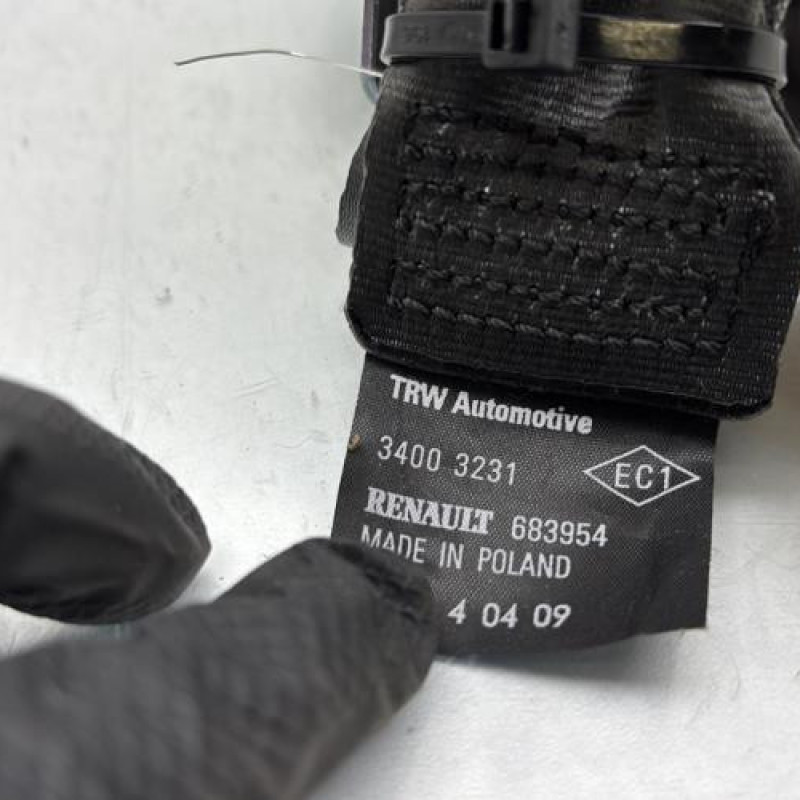 TRW Automotive
3400 3231
EC1
RENAULT 683954
MADE IN POLAND
4 04 09